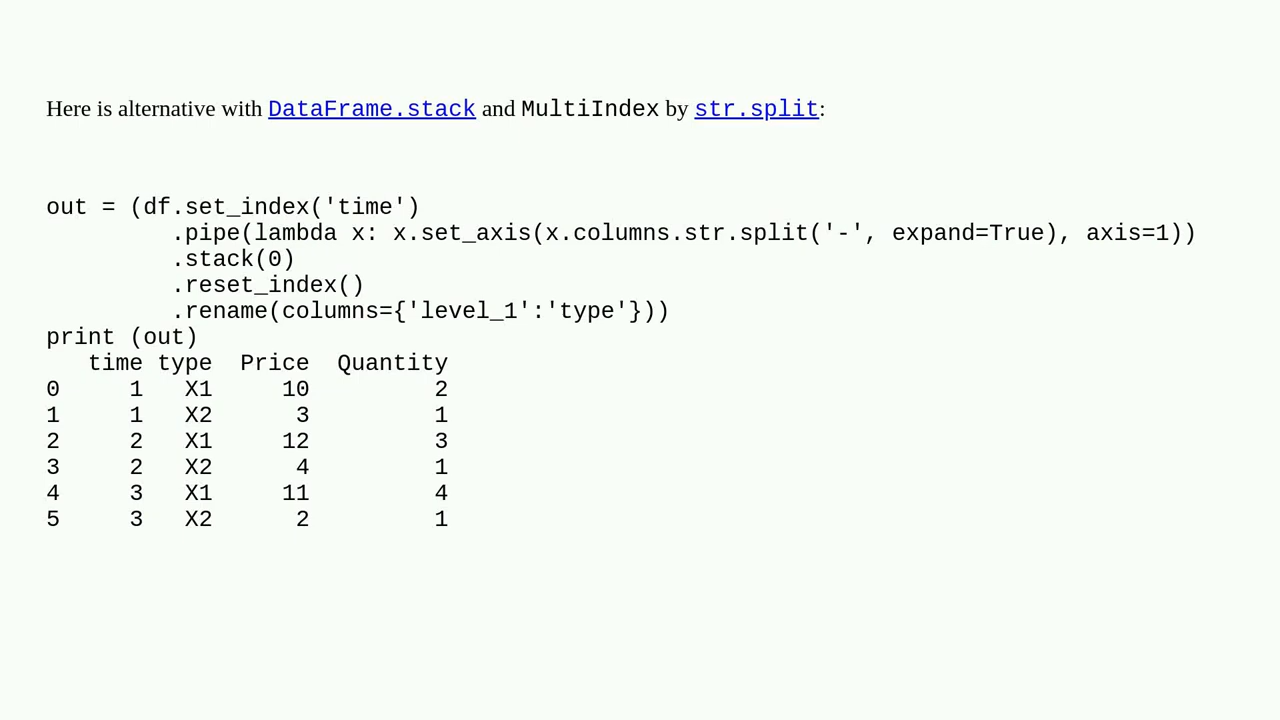 Here is alternative with DataFrame.stack and MultiIndex by str.split:
out = (df.set_index('time')
         .pipe(lambda x: x.set_axis(x.columns.str.split('-', expand=True), axis=1))
         .stack(0)
         .reset_index()
         .rename(columns={'level_1':'type'}))
print (out)
   time type  Price  Quantity
0     1   X1     10         2
1     1   X2      3         1
2     2   X1     12         3
3     2   X2      4         1
4     3   X1     11         4
5     3   X2      2         1